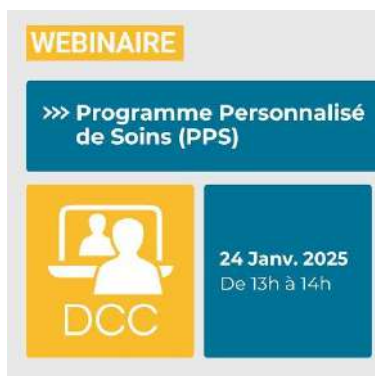 WEBINAIRE
>>> Programme Personnalisé
de Soins (PPS)
DCC
24 Janv. 2025
De 13h à 14h